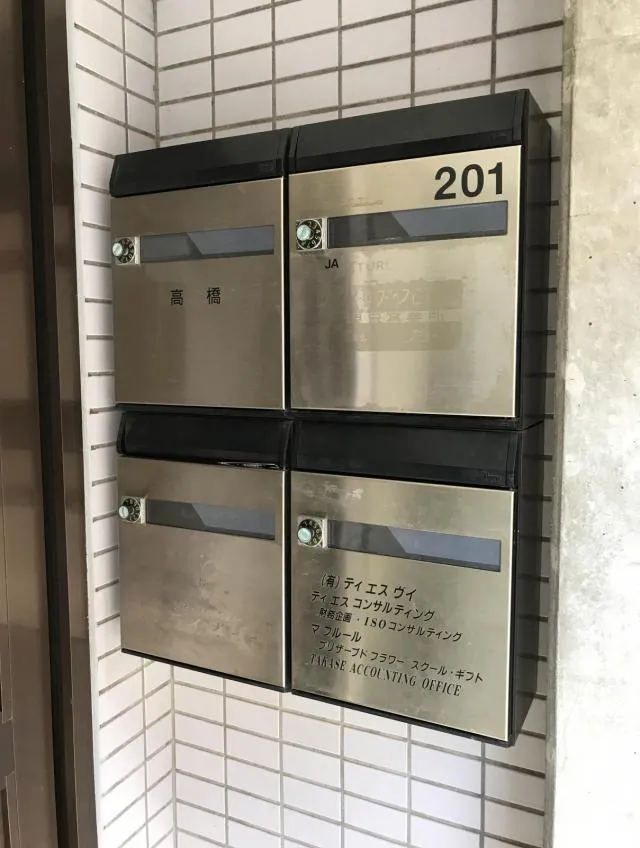 高橋
201
JA
(有) ティ エス ヴィ
ティ エス コンサルティング
財務企画・ISOコンサルティング
マ フルール
プリザーブド フラワー スクール・ギフト
TAKASE ACCOUNTING OFFICE